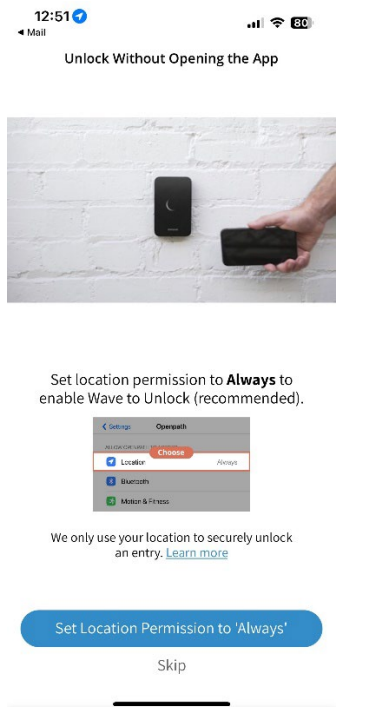 12:51
80
◀ Mail
Unlock Without Opening the App
Set location permission to Always to
enable Wave to Unlock (recommended).
Settings Openpath
Choose
Location Always
Bluetooth
Motion & Fitness
We only use your location to securely unlock
an entry. Learn more
Set Location Permission to 'Always'
Skip